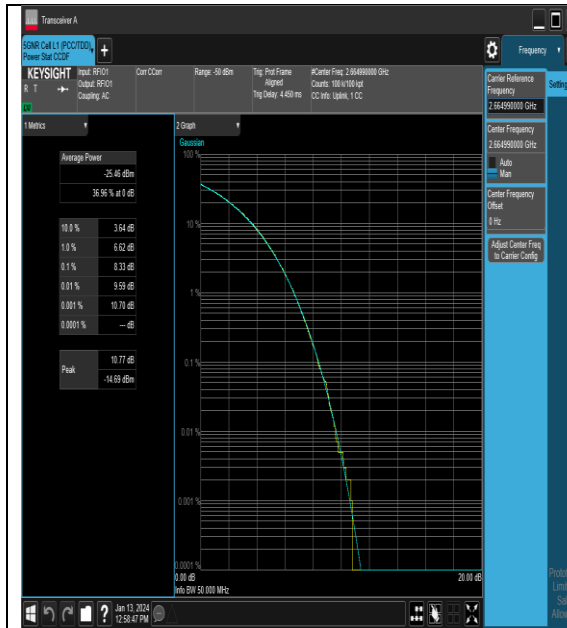 Transceiver A
5GNR Cell L1 (PCC/TDD)
Power Stat CCDF
Frequency
KEYSIGHT
R T
Input: RFIO1
Output: RFIO1
Coupling: AC
Corr CCorr
Range: -50 dBm
Trig: Prot Frame
Aligned
Trig Delay: 4.450 ms
#Center Freq: 2.664990000 GHz
Counts: 100 k/100 kpt
CC Info: Uplink, 1 CC
Carrier Reference
Frequency
2.664990000 GHz
Setting
Center Frequency
2.664990000 GHz
Auto
Man
Center Frequency
Offset
0 Hz
Adjust Center Freq
to Carrier Config
1 Metrics
Average Power
-25.46 dBm
36.96 % at 0 dB
10.0 % 3.64 dB
1.0 % 6.62 dB
0.1 % 8.33 dB
0.01 % 9.59 dB
0.001 % 10.70 dB
0.0001 % --- dB
Peak 10.77 dB
-14.69 dBm
2 Graph
Gaussian
100 %
10 %
1 %
0.1 %
0.01 %
0.001 %
0.0001 %
0.00 dB
20.00 dB
Info BW 50.000 MHz
Jan 13, 2024
12:58:47 PM